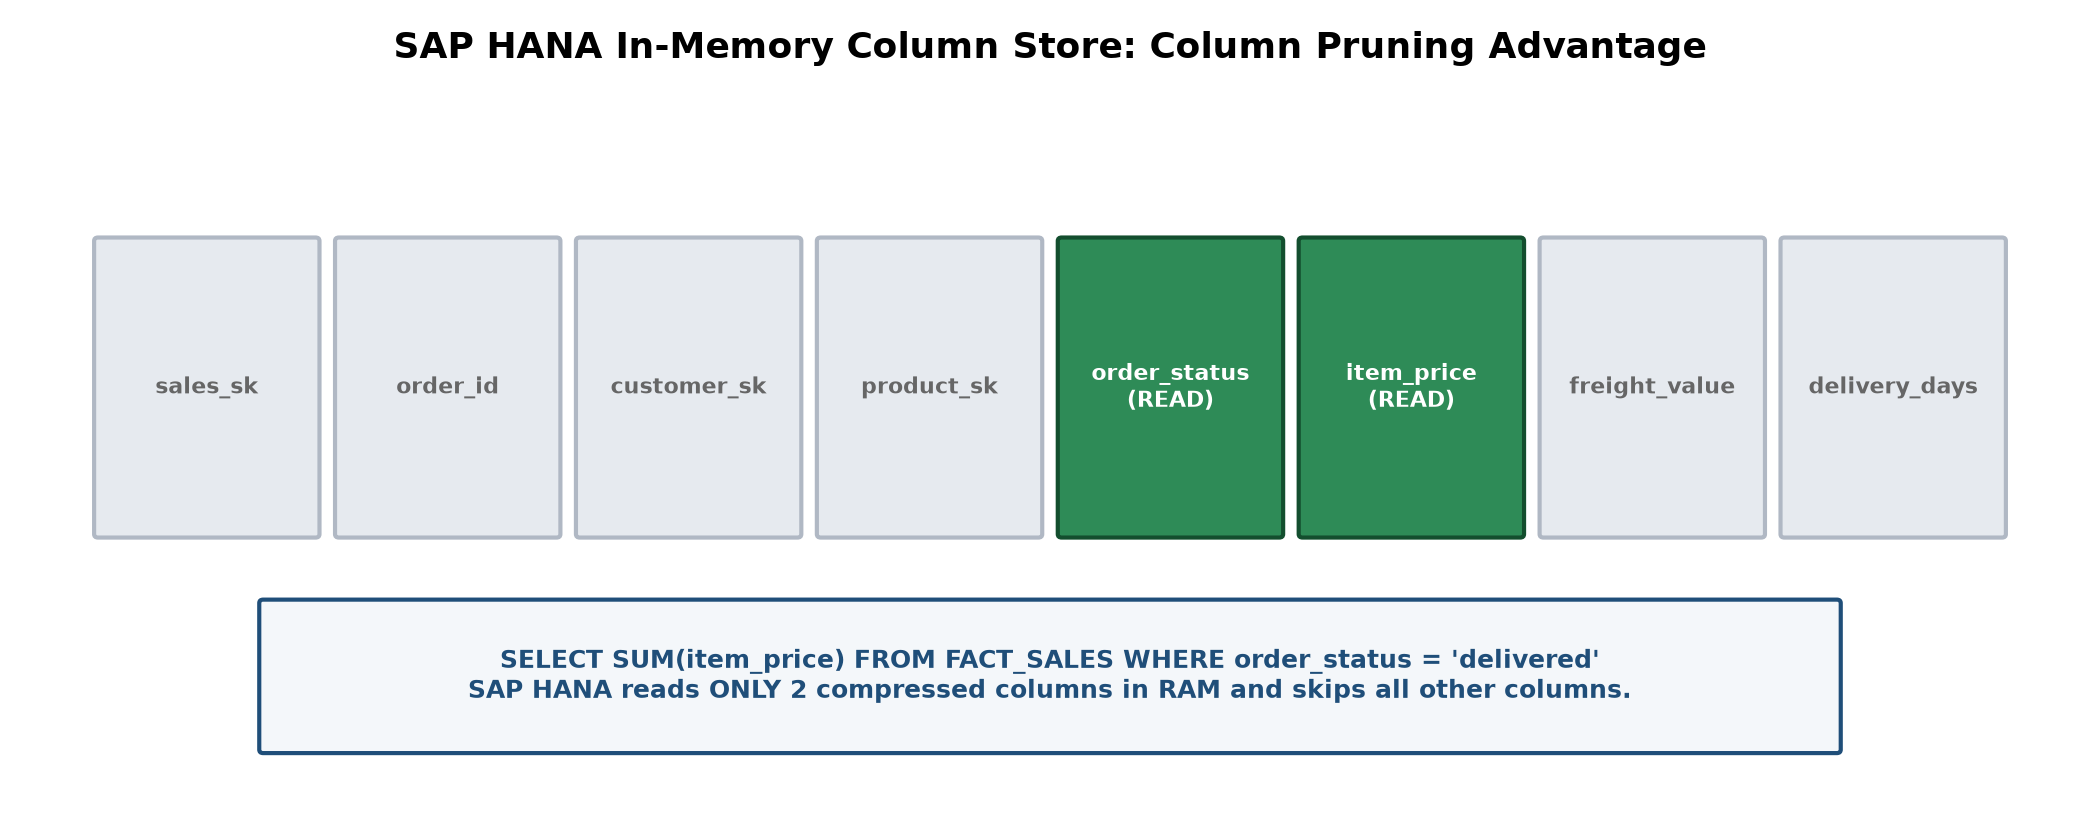 SAP HANA In-Memory Column Store: Column Pruning Advantage
sales_sk
order_id
customer_sk
product_sk
order_status
(READ)
item_price
(READ)
freight_value
delivery_days
SELECT SUM(item_price) FROM FACT_SALES WHERE order_status = 'delivered'
SAP HANA reads ONLY 2 compressed columns in RAM and skips all other columns.